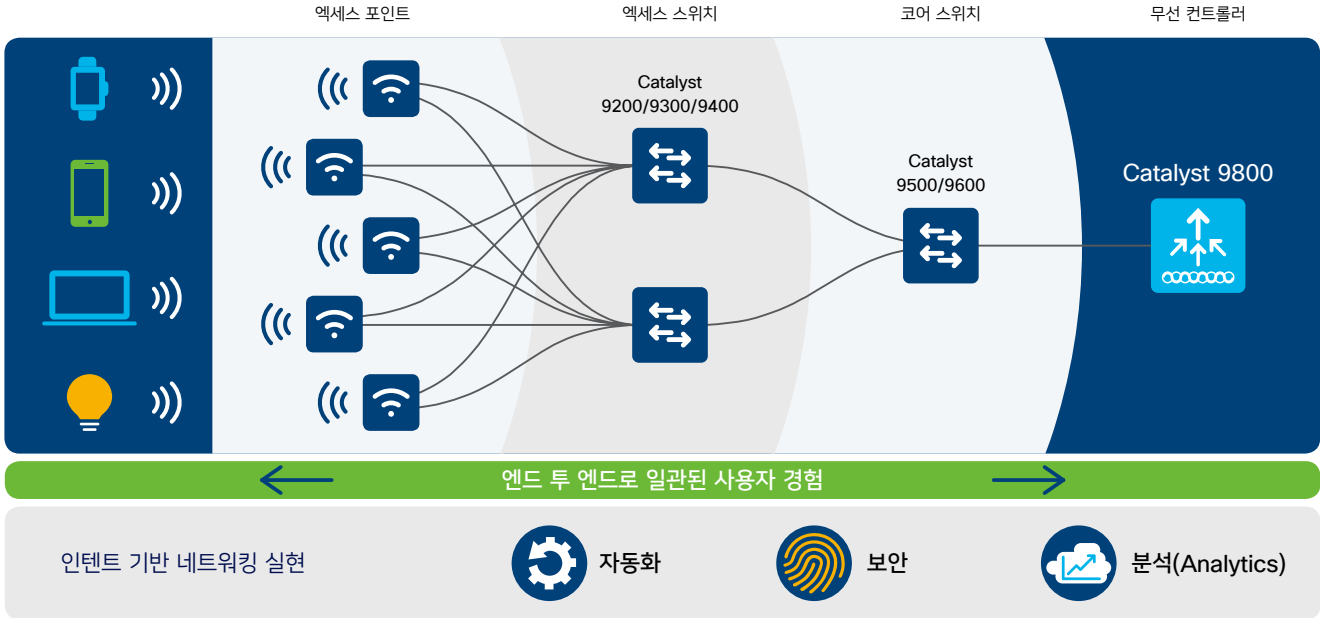 엑세스 포인트
엑세스 스위치
코어 스위치
무선 컨트롤러
Catalyst
9200/9300/9400
Catalyst
9500/9600
Catalyst 9800
엔드 투 엔드로 일관된 사용자 경험
인텐트 기반 네트워킹 실현
자동화
보안
분석(Analytics)